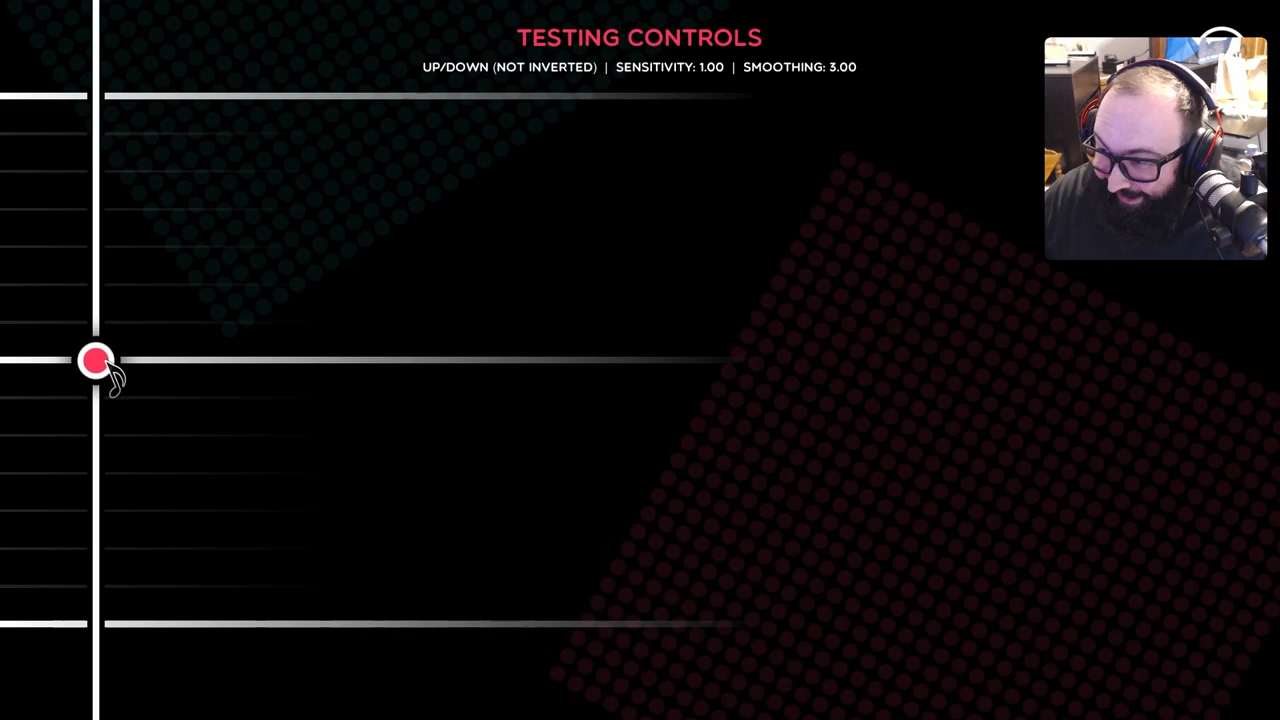 TESTING CONTROLS
UP/DOWN (NOT INVERTED) | SENSITIVITY: 1.00 | SMOOTHING: 3.00